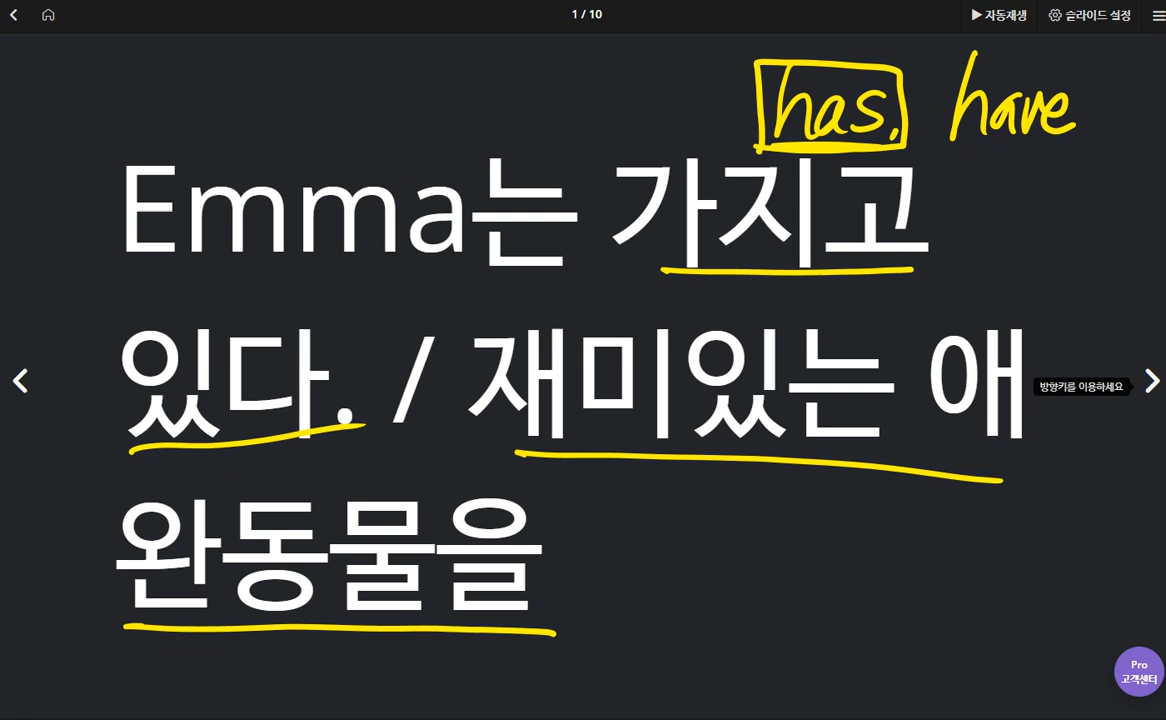 1 / 10
▶ 자동재생
슬라이드 설정
has, have
Emma는 가지고
있다. / 재미있는 애
방향키를 이용하세요
완동물을
Pro
고객센터